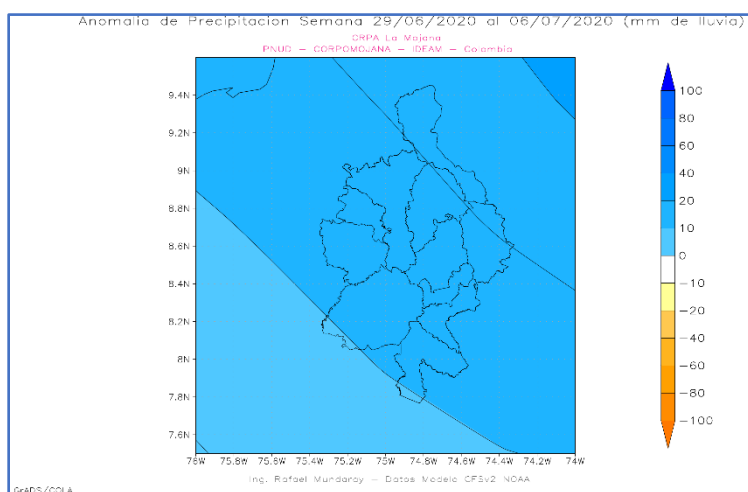 Anomalia de Precipitacion Semana 29/06/2020 al 06/07/2020 (mm de lluvia)
CRPA La Mojana
PNUD – CORPOMOJANA – IDEAM – Colombia
9.4N
9.2N
9N
8.8N
8.6N
8.4N
8.2N
8N
7.8N
7.6N
76W 75.8W 75.6W 75.4W 75.2W 75W 74.8W 74.6W 74.4W 74.2W 74W
100
80
60
40
20
10
0
−10
−20
−40
−60
−80
−100
Ing. Rafael Mundaray – Datos Modelo CFSv2 NOAA
GrADS/COLA